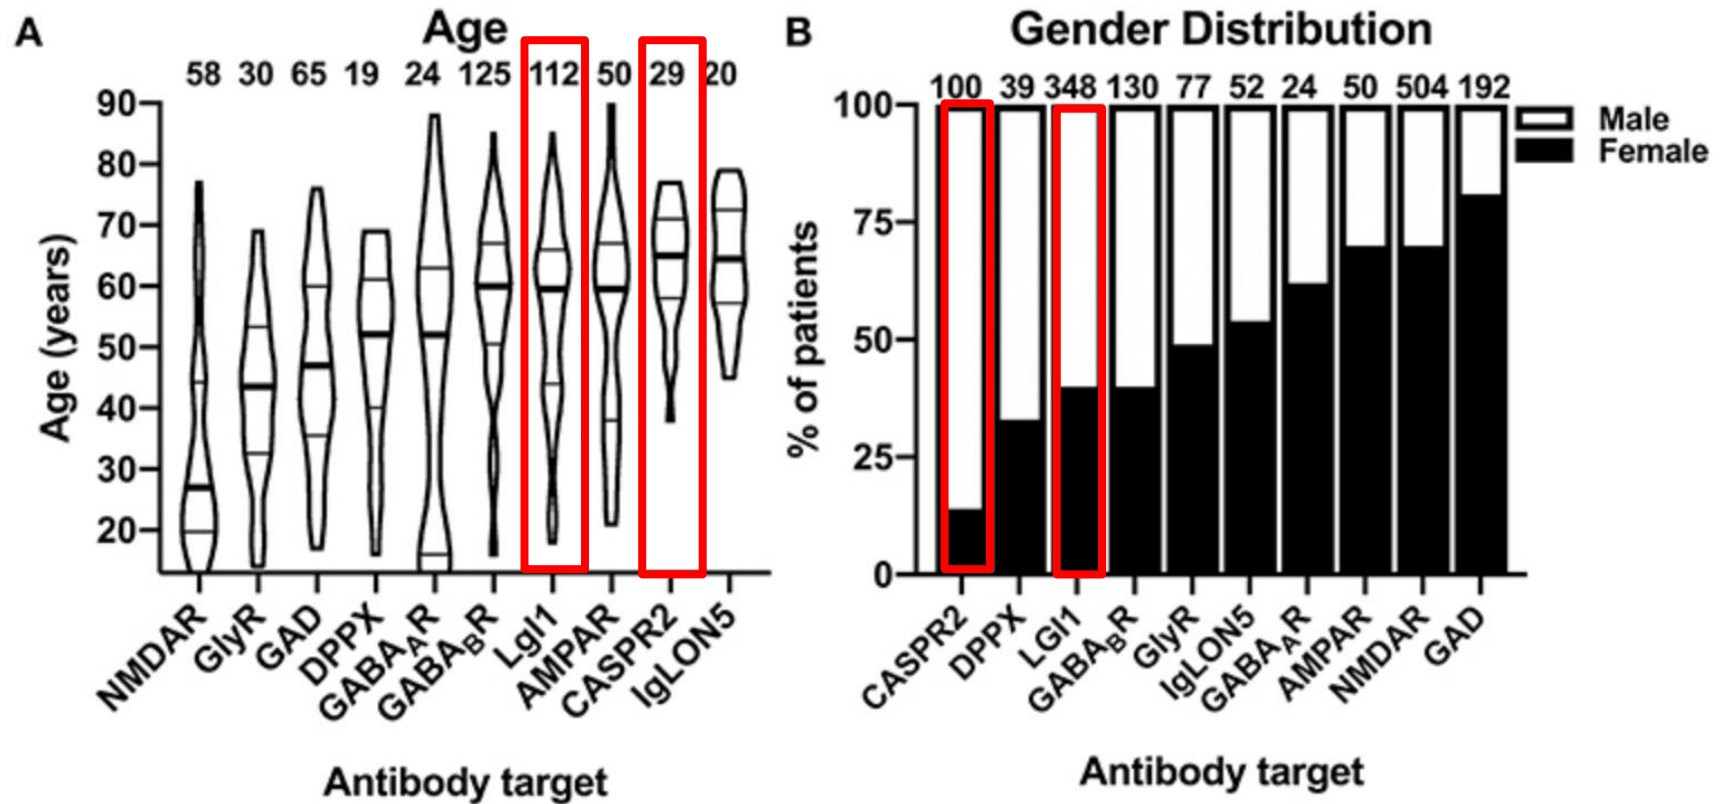 A
Age
58 30 65 19 24 125 112 50 29 20
90
80
70
60
50
40
30
20
Age (years)
NMDAR
GlyR
GAD
DPPX
GABAAR
GABABR
Lgl1
AMPAR
CASPR2
IgLON5
Antibody target
B
Gender Distribution
100 39 348 130 77 52 24 50 504 192
100
75
50
25
0
% of patients
Male
Female
CASPR2
DPPX
LGI1
GABABR
GlyR
IgLON5
GABAAR
AMPAR
NMDAR
GAD
Antibody target